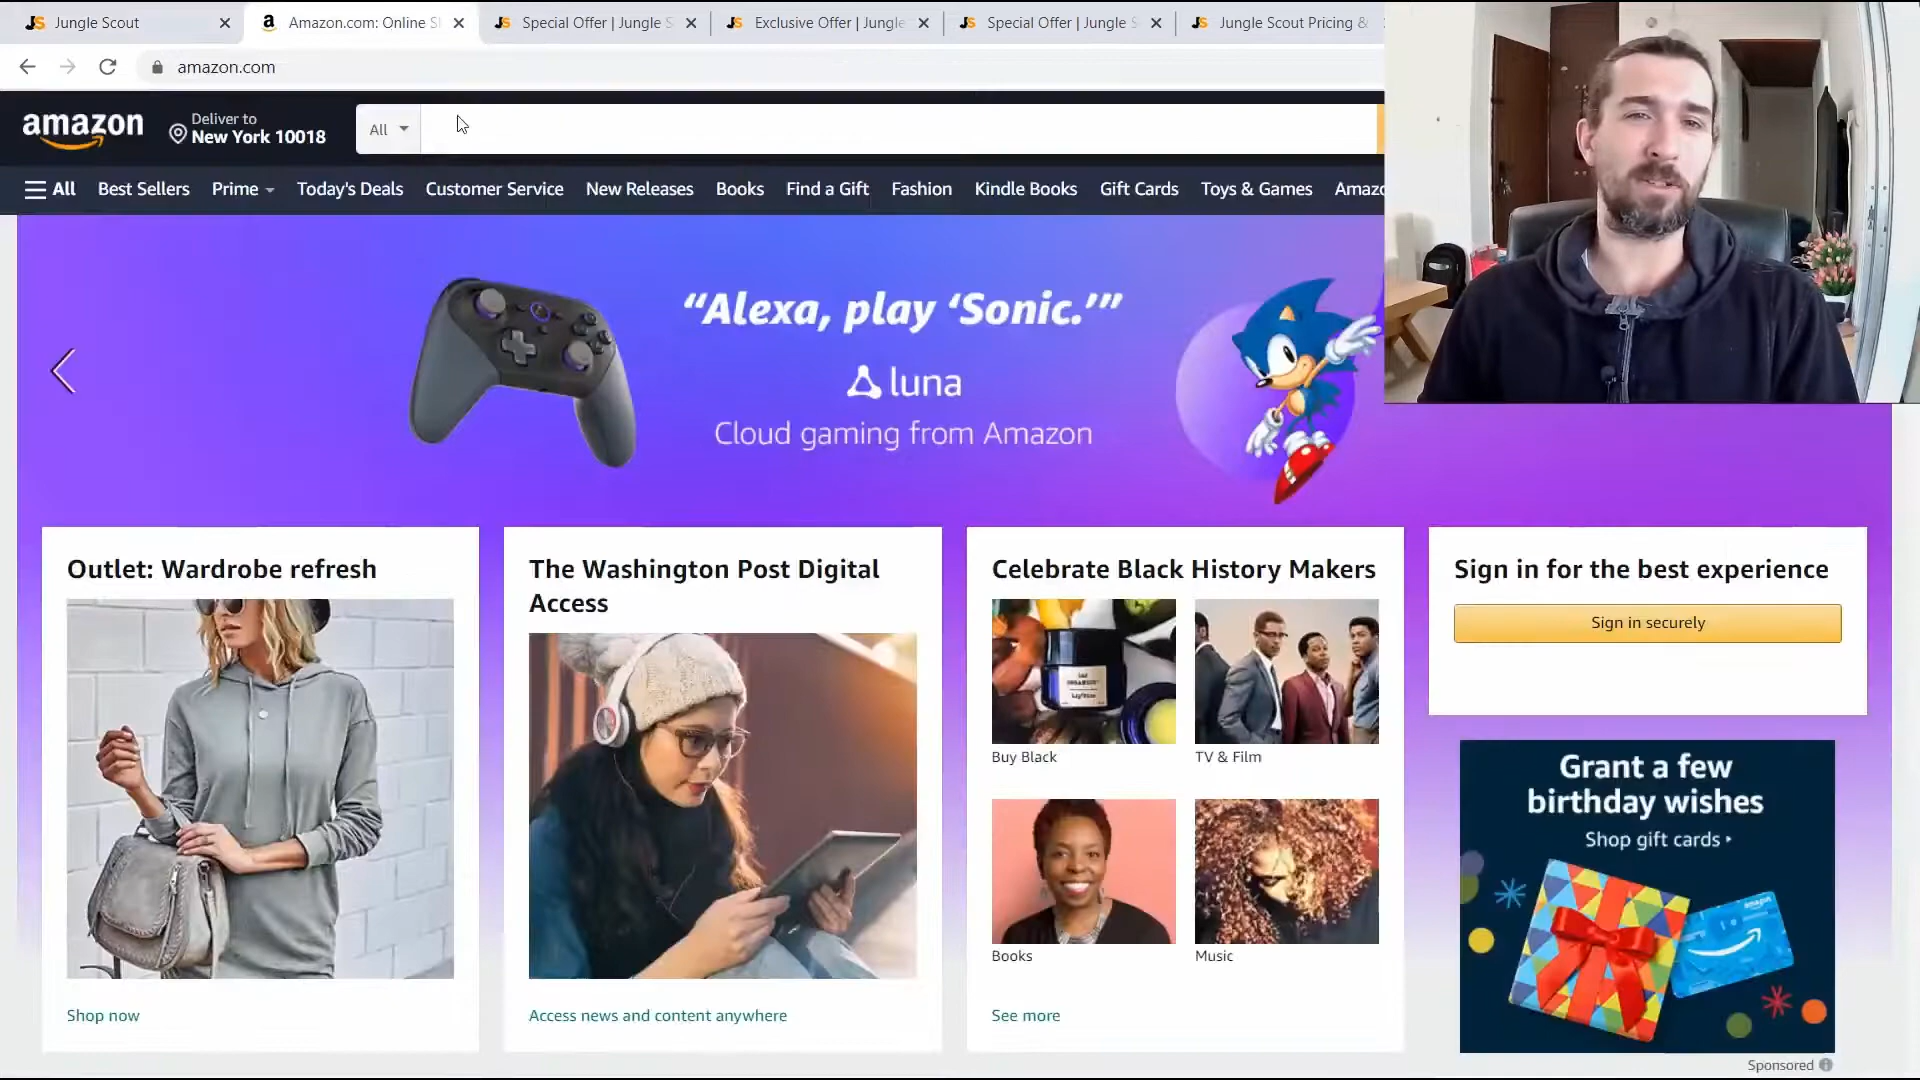 Jungle Scout
Amazon.com: Online S
Special Offer | Jungle S
Exclusive Offer | Jungle
Special Offer | Jungle S
Jungle Scout Pricing &
amazon.com
amazon
Deliver to
New York 10018
All
All
Best Sellers
Prime
Today's Deals
Customer Service
New Releases
Books
Find a Gift
Fashion
Kindle Books
Gift Cards
Toys & Games
Amazo
“Alexa, play ‘Sonic.’”
luna
Cloud gaming from Amazon
Outlet: Wardrobe refresh
Shop now
The Washington Post Digital
Access
Access news and content anywhere
Celebrate Black History Makers
Buy Black
TV & Film
Books
Music
See more
Sign in for the best experience
Sign in securely
Grant a few
birthday wishes
Shop gift cards
amazon
Sponsored